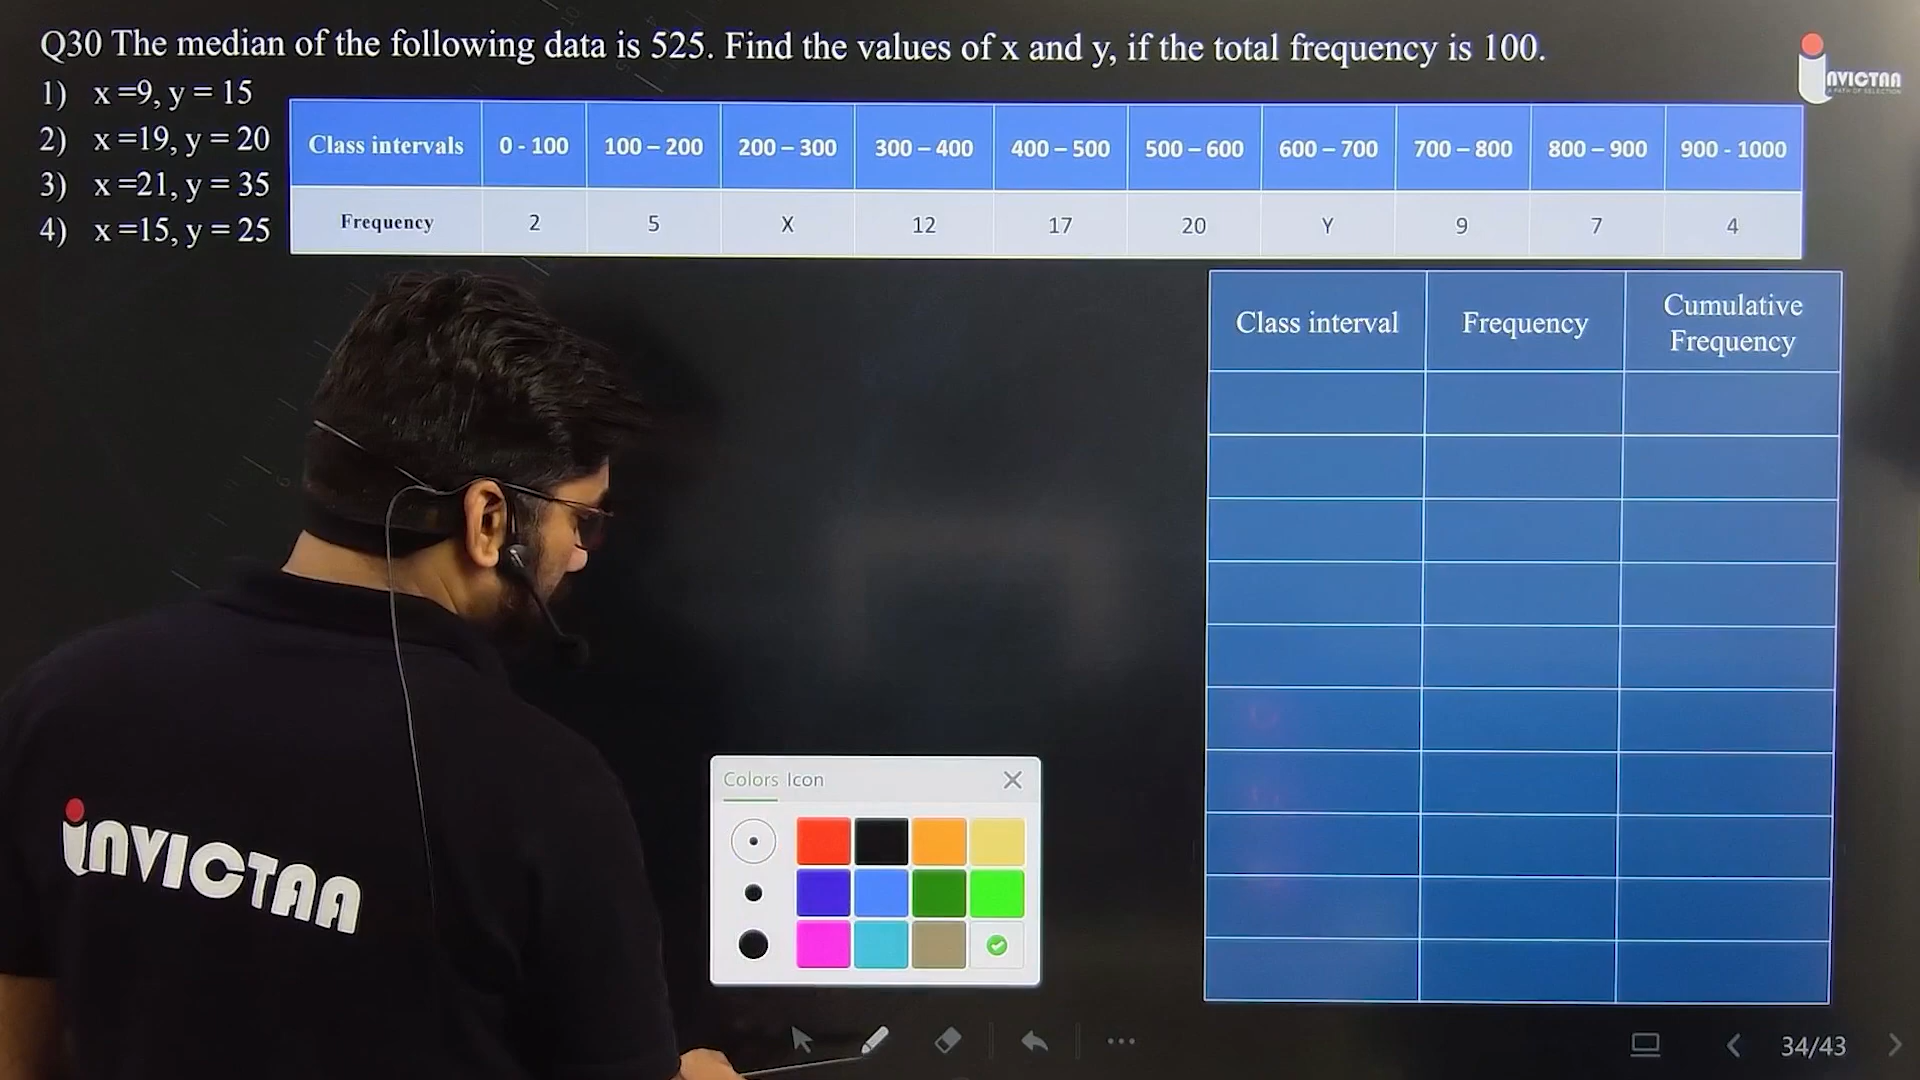 Q30 The median of the following data is 525. Find the values of x and y, if the total frequency is 100.
1) x =9, y = 15
2) x =19, y = 20
3) x =21, y = 35
4) x =15, y = 25
Class intervals 0 - 100 100 – 200 200 – 300 300 – 400 400 – 500 500 – 600 600 – 700 700 – 800 800 – 900 900 - 1000
Frequency 2 5 X 12 17 20 Y 9 7 4
iNVICTAA
A PATH OF SELECTION
Class interval Frequency Cumulative Frequency
Colors Icon
iNVICTAA
34/43